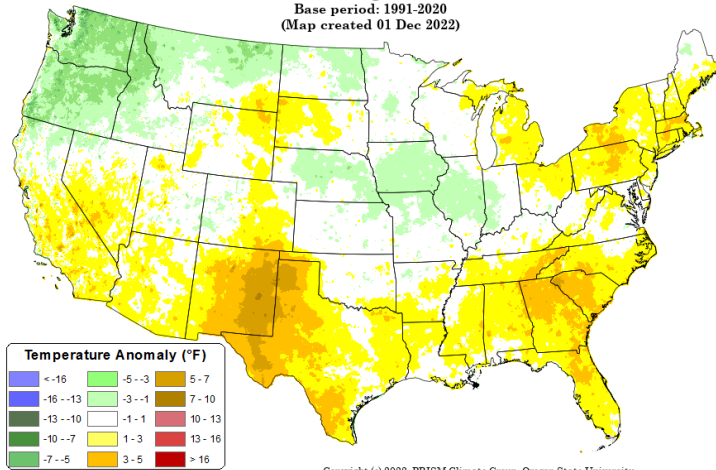 Base period: 1991-2020
(Map created 01 Dec 2022)
Temperature Anomaly (°F)
< -16 -5 - -3 5 - 7
-16 - -13 -3 - -1 7 - 10
-13 - -10 -1 - 1 10 - 13
-10 - -7 1 - 3 13 - 16
-7 - -5 3 - 5 > 16
Copyright (c) 2022, PRISM Climate Group, Oregon State University